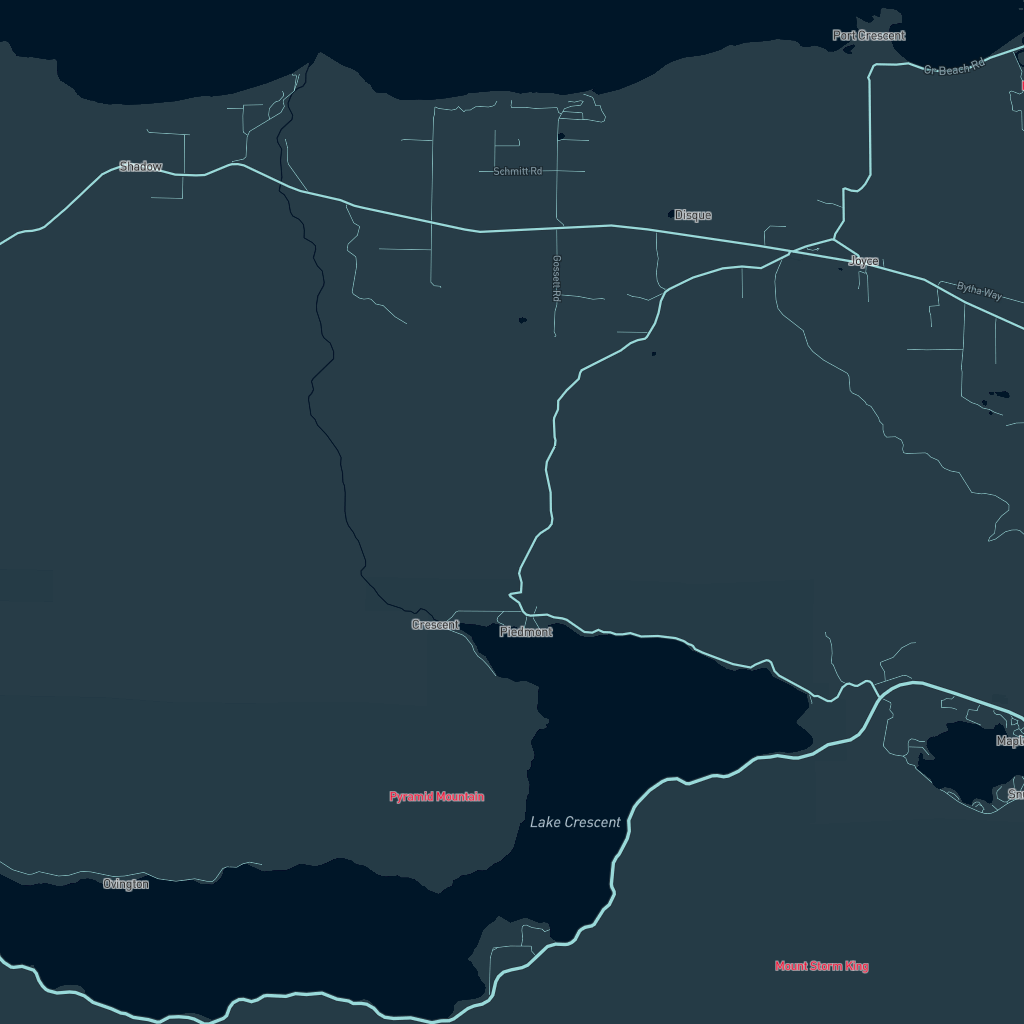 Port Crescent
Cr Beach Rd
Shadow
Schmitt Rd
Disque
Joyce
Gossett Rd
Bytha Way
Crescent
Piedmont
Pyramid Mountain
Lake Crescent
Ovington
Mount Storm King